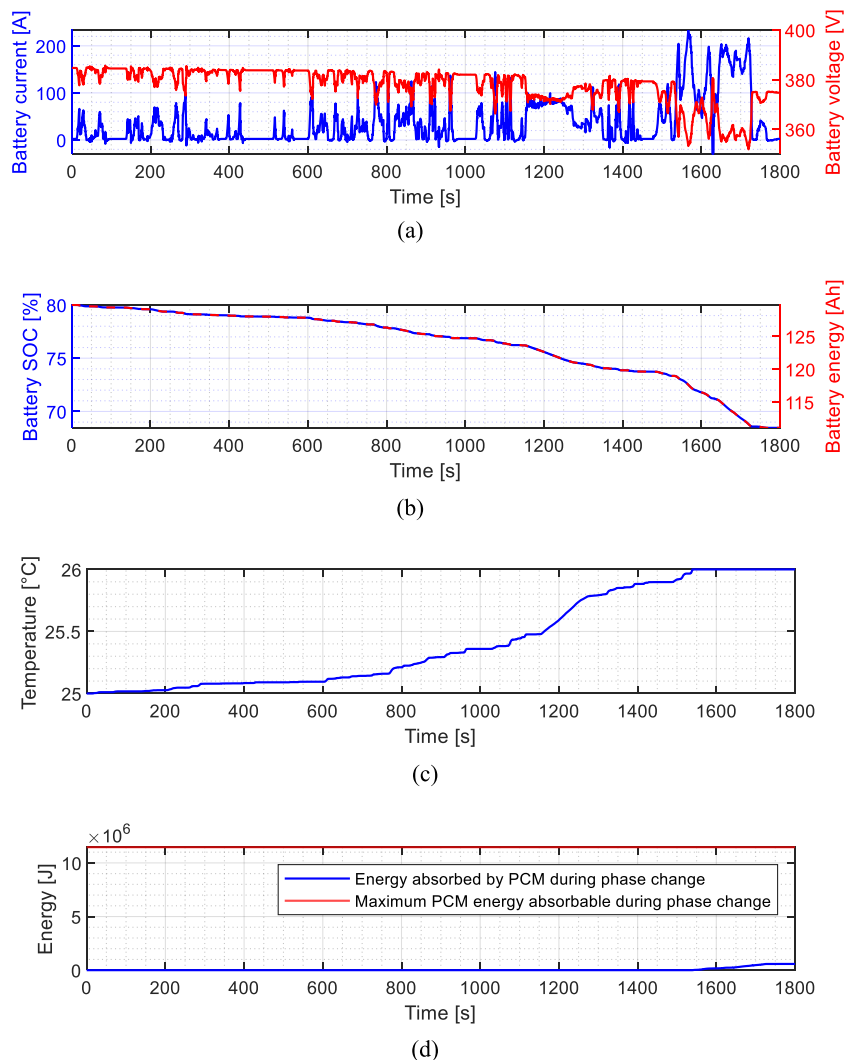 Battery current [A]
200
100
0
Battery voltage [V]
400
380
360
0 200 400 600 800 1000 1200 1400 1600 1800
Time [s]
(a)
Battery SOC [%]
80
75
70
Battery energy [Ah]
125
120
115
110
0 200 400 600 800 1000 1200 1400 1600 1800
Time [s]
(b)
Temperature [°C]
26
25.5
25
0 200 400 600 800 1000 1200 1400 1600 1800
Time [s]
(c)
×10⁶
Energy [J]
10
5
0
Energy absorbed by PCM during phase change
Maximum PCM energy absorbable during phase change
0 200 400 600 800 1000 1200 1400 1600 1800
Time [s]
(d)